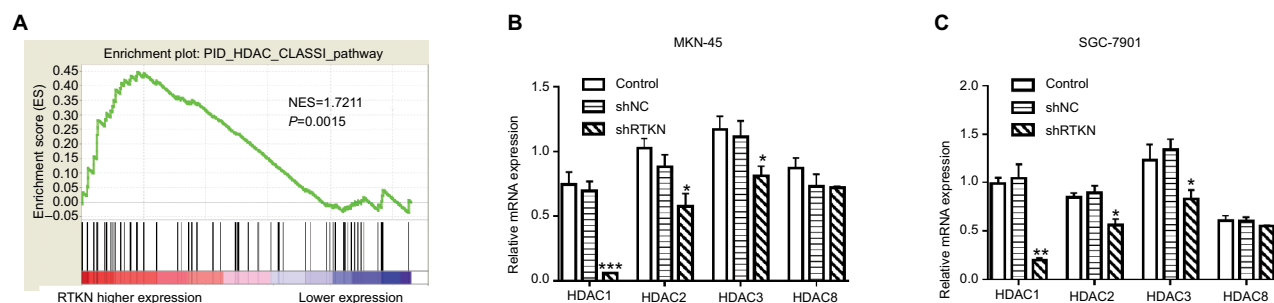 A
Enrichment plot: PID_HDAC_CLASSI_pathway
Enrichment score (ES)
0.45
0.40
0.35
0.30
0.25
0.20
0.15
0.10
0.05
0.00
–0.05
NES=1.7211
P=0.0015
RTKN higher expression
Lower expression
B
MKN-45
Relative mRNA expression
1.5
1.0
0.5
0.0
Control
shNC
shRTKN
***
*
*
HDAC1
HDAC2
HDAC3
HDAC8
C
SGC-7901
Relative mRNA expression
2.0
1.5
1.0
0.5
0.0
Control
shNC
shRTKN
**
*
*
HDAC1
HDAC2
HDAC3
HDAC8